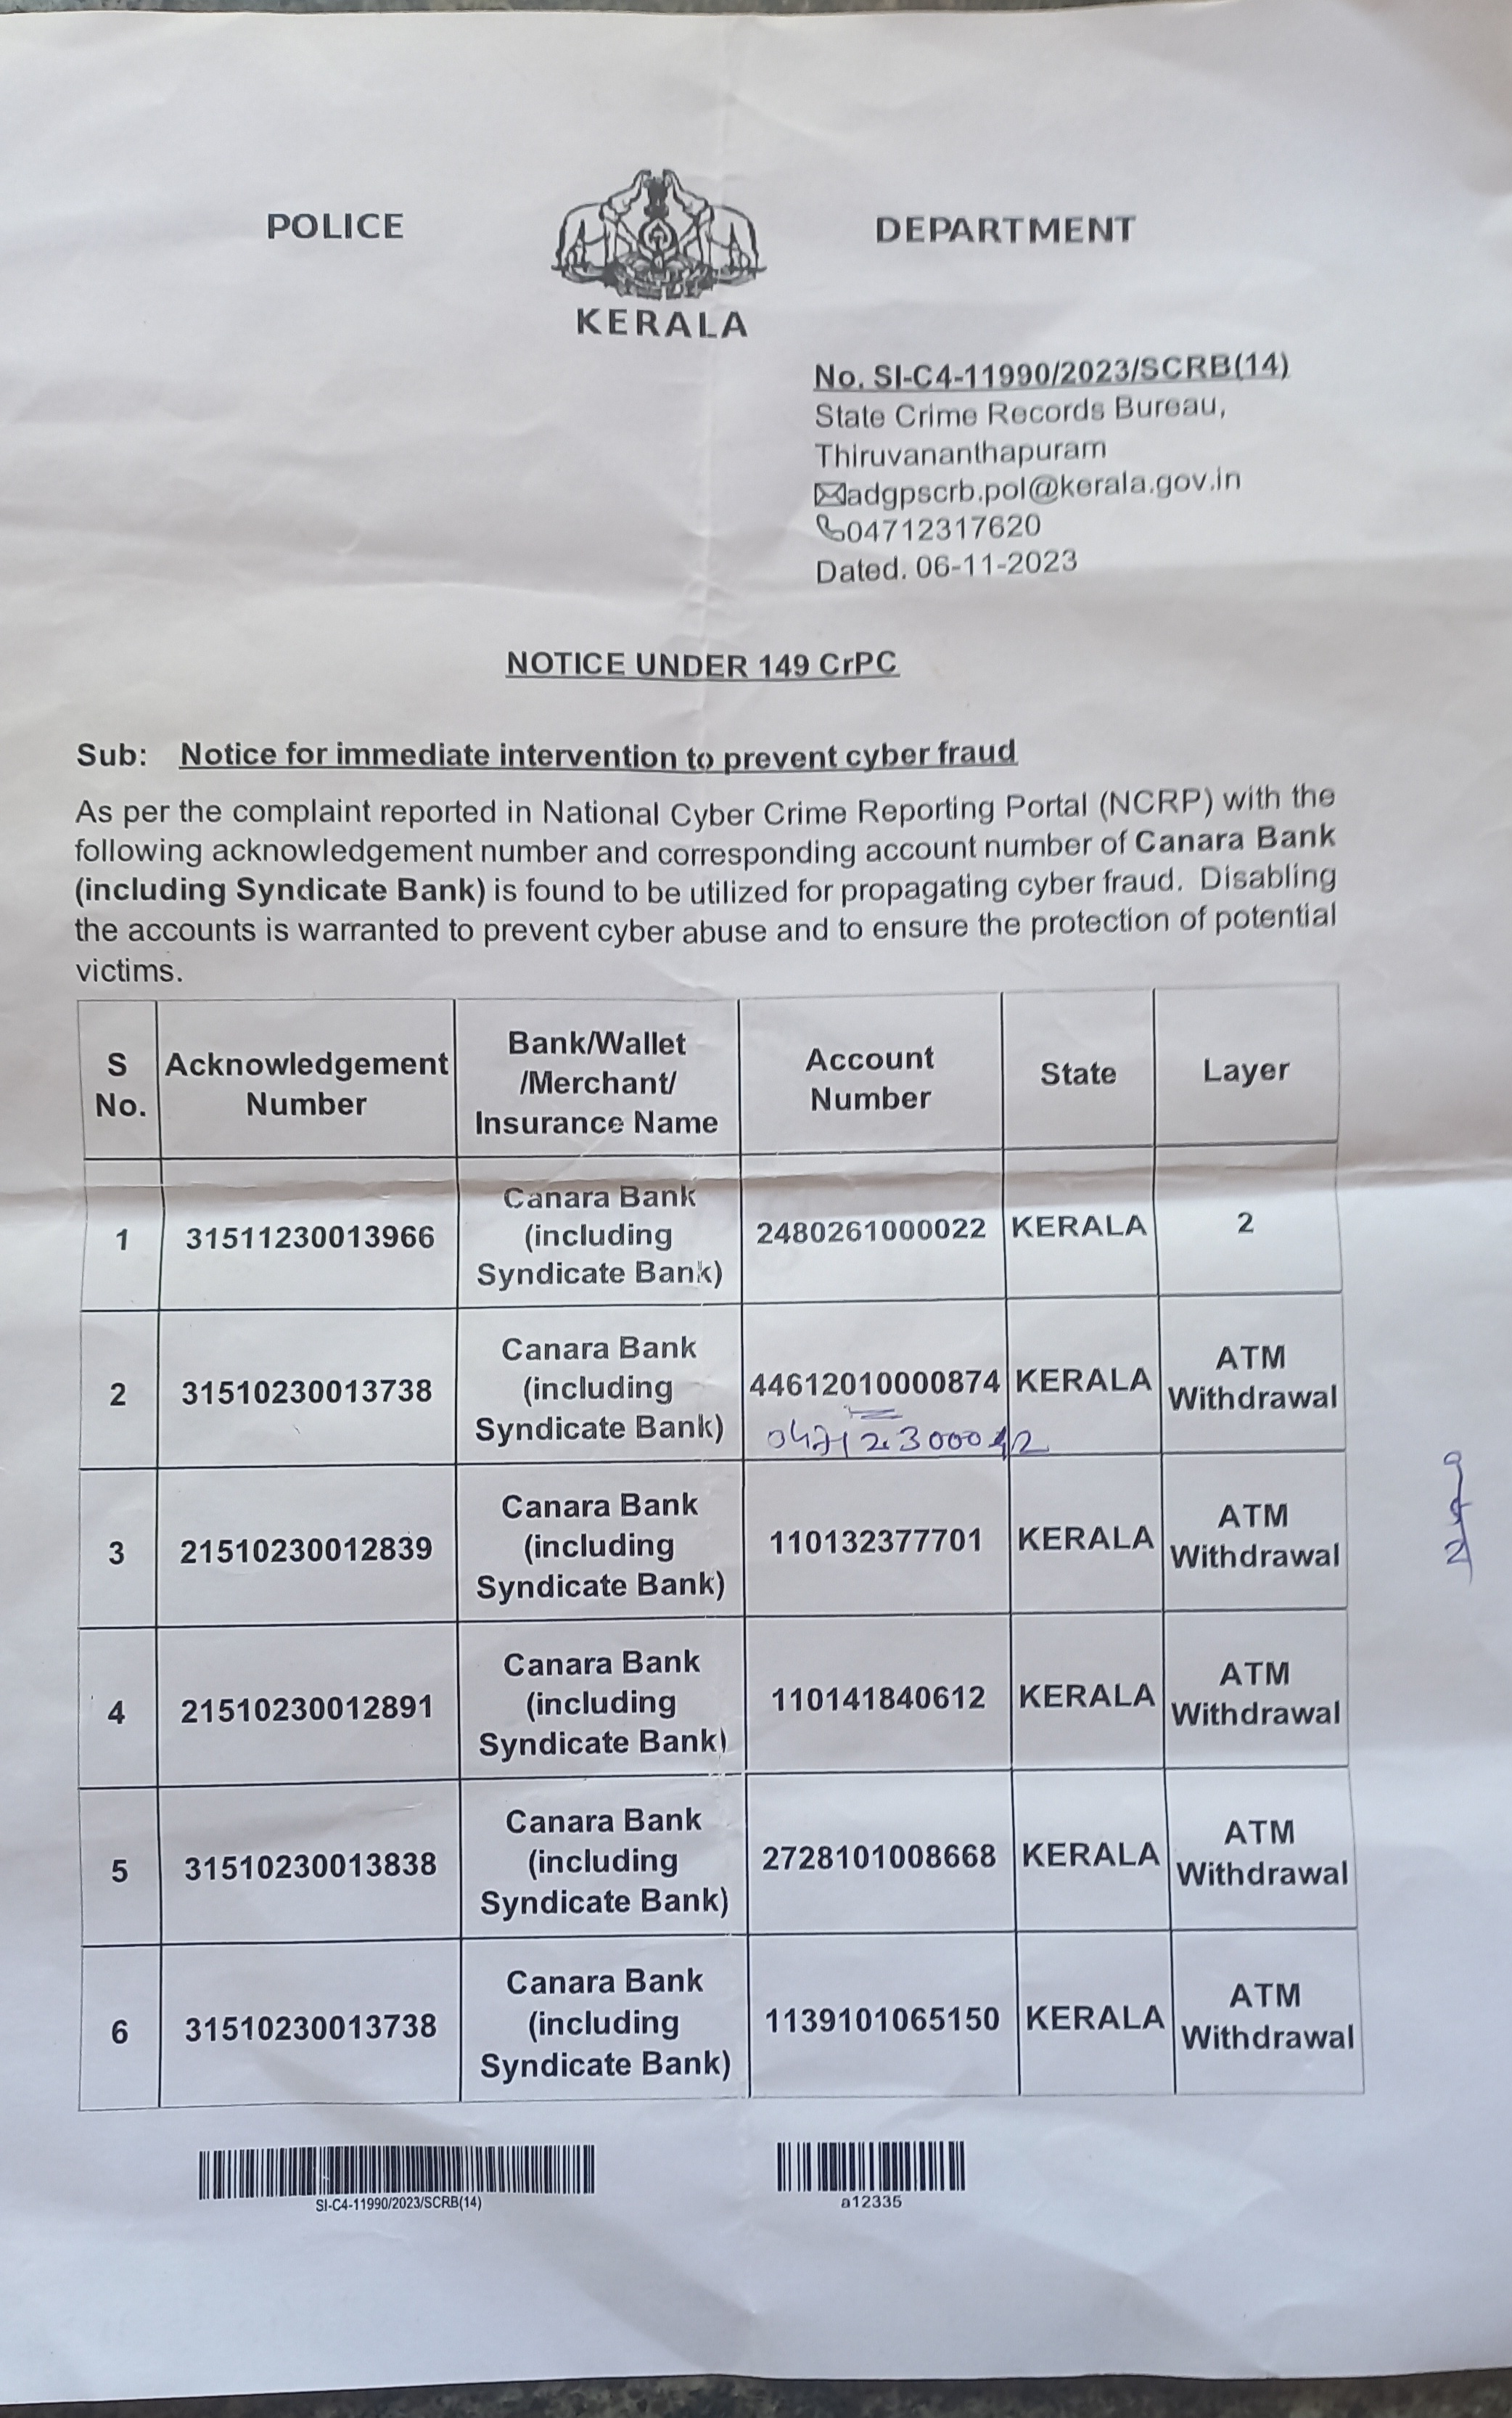 POLICE DEPARTMENT
KERALA
No. SI-C4-11990/2023/SCRB(14)
State Crime Records Bureau,
Thiruvananthapuram
adgpscrb.pol@kerala.gov.in
04712317620
Dated. 06-11-2023
NOTICE UNDER 149 CrPC
Sub: Notice for immediate intervention to prevent cyber fraud
As per the complaint reported in National Cyber Crime Reporting Portal (NCRP) with the
following acknowledgement number and corresponding account number of Canara Bank
(including Syndicate Bank) is found to be utilized for propagating cyber fraud. Disabling
the accounts is warranted to prevent cyber abuse and to ensure the protection of potential
victims.
S No. Acknowledgement Number Bank/Wallet /Merchant/ Insurance Name Account Number State Layer
1 31511230013966 Canara Bank (including Syndicate Bank) 2480261000022 KERALA 2
2 31510230013738 Canara Bank (including Syndicate Bank) 44612010000874 KERALA ATM Withdrawal
3 21510230012839 Canara Bank (including Syndicate Bank) 110132377701 KERALA ATM Withdrawal
4 21510230012891 Canara Bank (including Syndicate Bank) 110141840612 KERALA ATM Withdrawal
5 31510230013838 Canara Bank (including Syndicate Bank) 2728101008668 KERALA ATM Withdrawal
6 31510230013738 Canara Bank (including Syndicate Bank) 1139101065150 KERALA ATM Withdrawal
SI-C4-11990/2023/SCRB(14) a12335